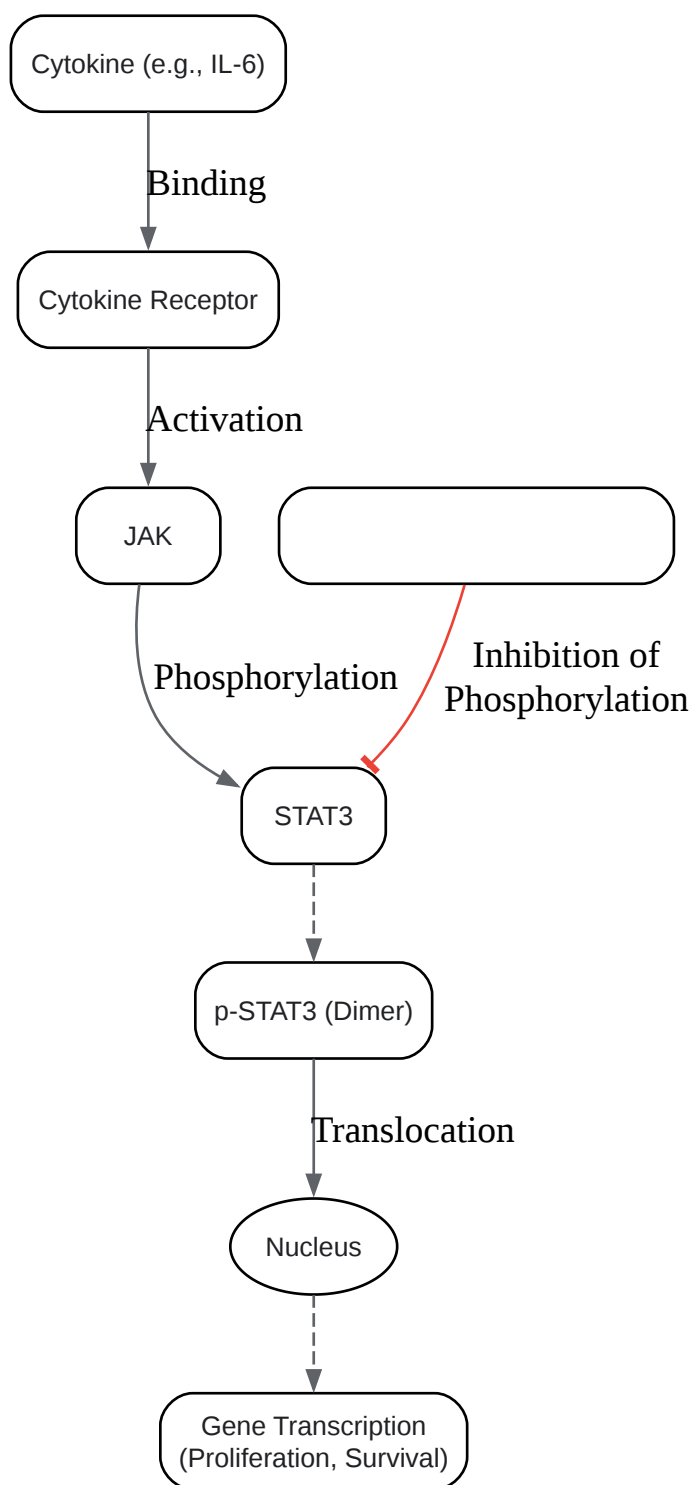 Cytokine (e.g., IL-6)
Binding
Cytokine Receptor
Activation
JAK
Phosphorylation
Inhibition of
Phosphorylation
STAT3
p-STAT3 (Dimer)
Translocation
Nucleus
Gene Transcription
(Proliferation, Survival)